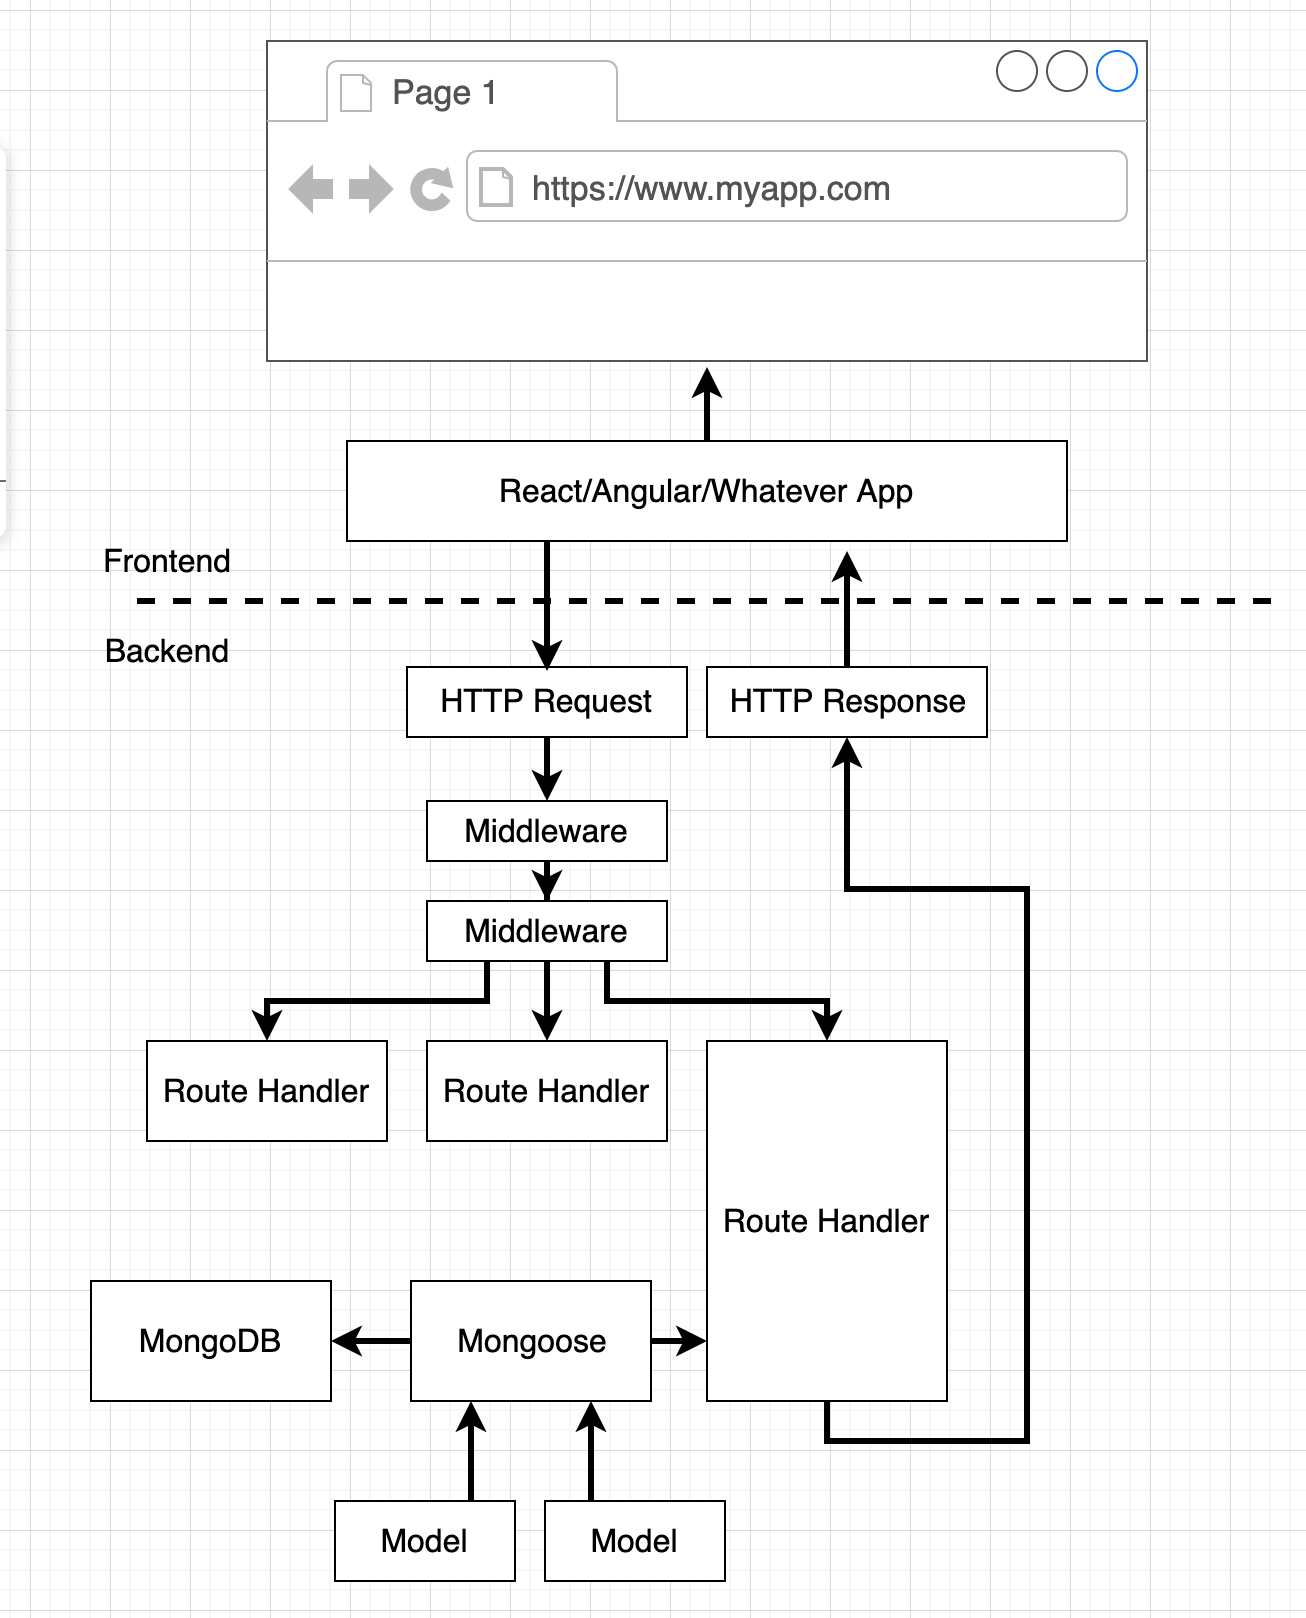 Page 1
https://www.myapp.com
React/Angular/Whatever App
Frontend
Backend
HTTP Request
HTTP Response
Middleware
Middleware
Route Handler
Route Handler
Route Handler
MongoDB
Mongoose
Model
Model